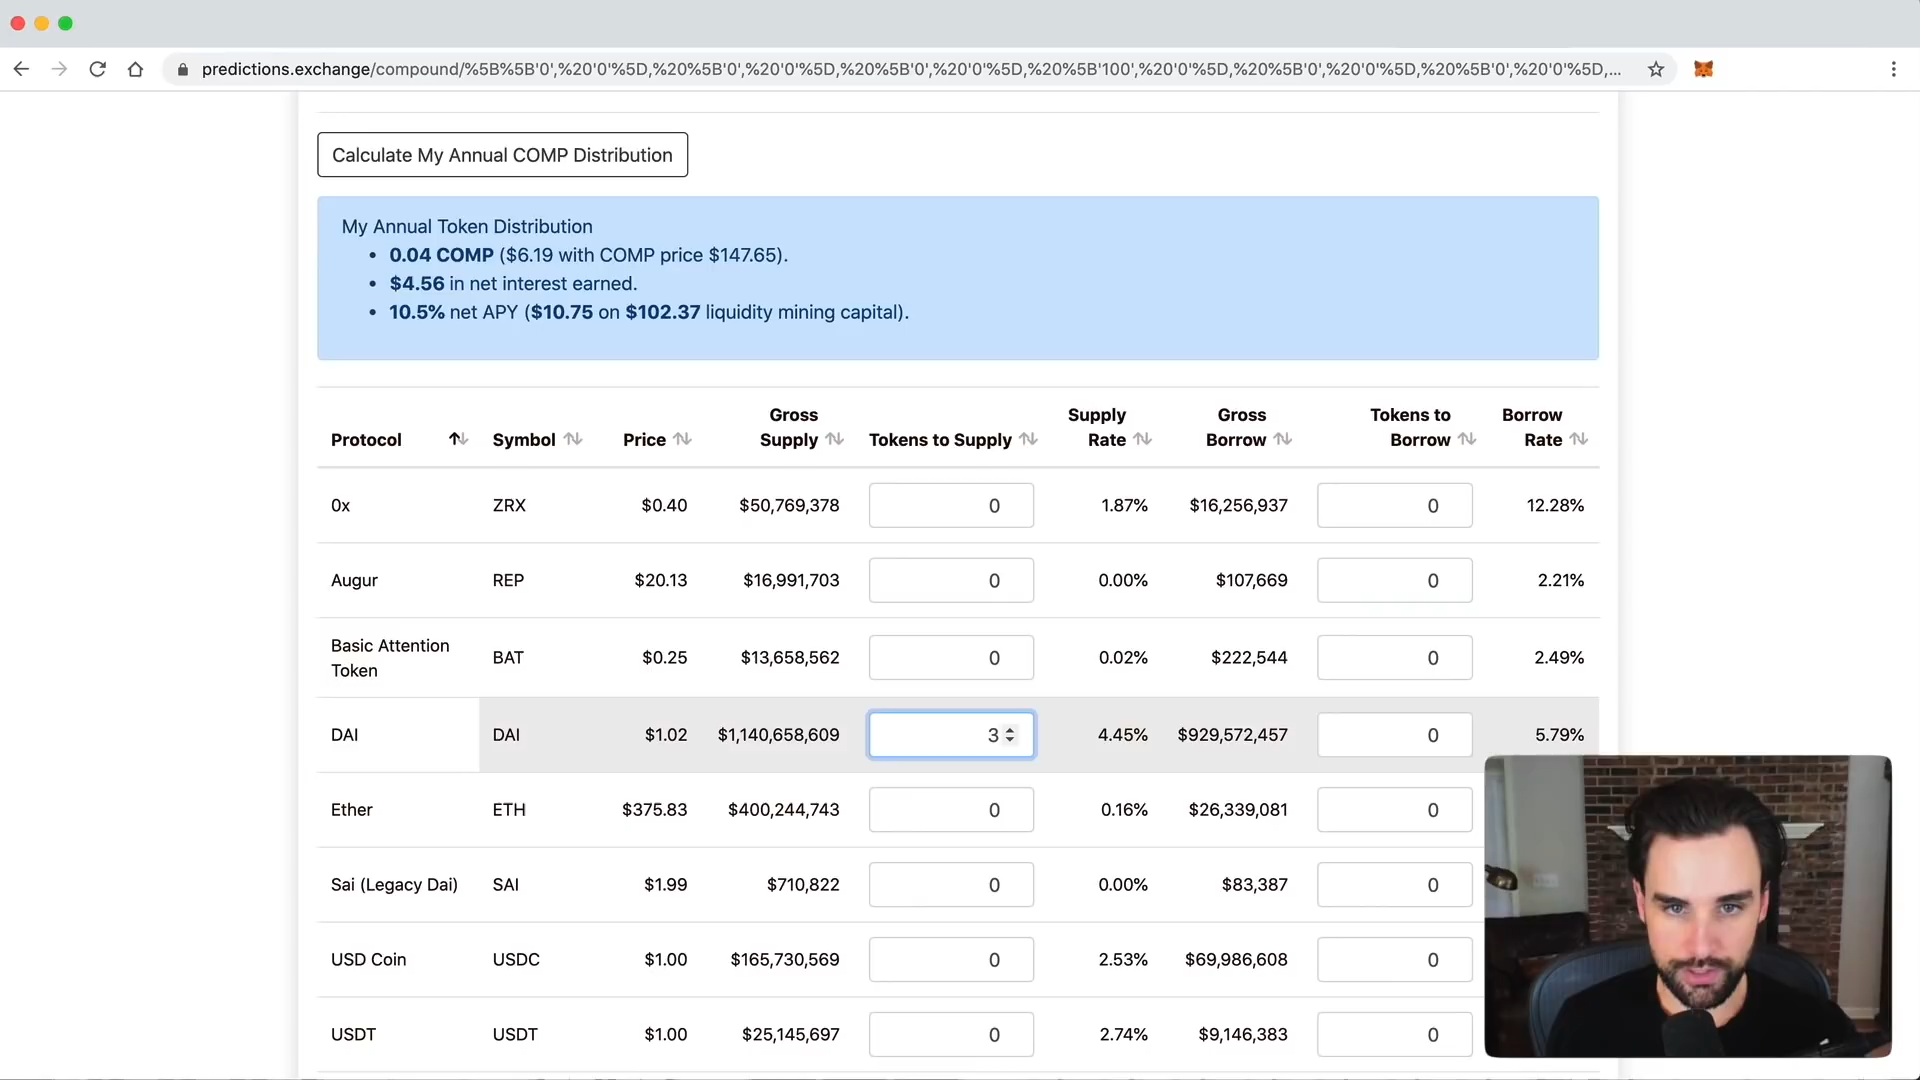 predictions.exchange/compound/%5B%5B'0',%20'0'%5D,%20%5B'0',%20'0'%5D,%20%5B'0',%20'0'%5D,%20%5B'100',%20'0'%5D,%20%5B'0',%20'0'%5D,%20%5B'0',%20'0'%5D,...
Calculate My Annual COMP Distribution
My Annual Token Distribution
• 0.04 COMP ($6.19 with COMP price $147.65).
• $4.56 in net interest earned.
• 10.5% net APY ($10.75 on $102.37 liquidity mining capital).
Protocol Symbol Price Gross Supply Tokens to Supply Supply Rate Gross Borrow Tokens to Borrow Borrow Rate
0x ZRX $0.40 $50,769,378 0 1.87% $16,256,937 0 12.28%
Augur REP $20.13 $16,991,703 0 0.00% $107,669 0 2.21%
Basic Attention Token BAT $0.25 $13,658,562 0 0.02% $222,544 0 2.49%
DAI DAI $1.02 $1,140,658,609 3 4.45% $929,572,457 0 5.79%
Ether ETH $375.83 $400,244,743 0 0.16% $26,339,081 0
Sai (Legacy Dai) SAI $1.99 $710,822 0 0.00% $83,387 0
USD Coin USDC $1.00 $165,730,569 0 2.53% $69,986,608 0
USDT USDT $1.00 $25,145,697 0 2.74% $9,146,383 0